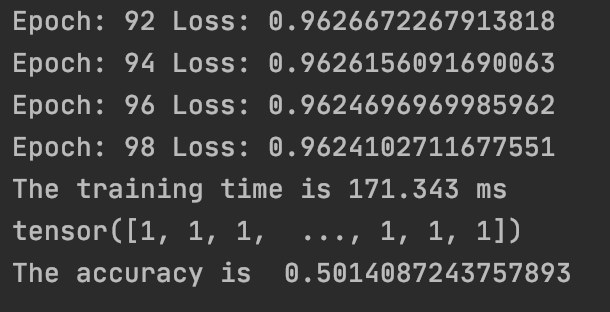 Epoch: 92 Loss: 0.9626672267913818
Epoch: 94 Loss: 0.9626156091690063
Epoch: 96 Loss: 0.9624696969985962
Epoch: 98 Loss: 0.9624102711677551
The training time is 171.343 ms
tensor([1, 1, 1,  ..., 1, 1, 1])
The accuracy is  0.5014087243757893